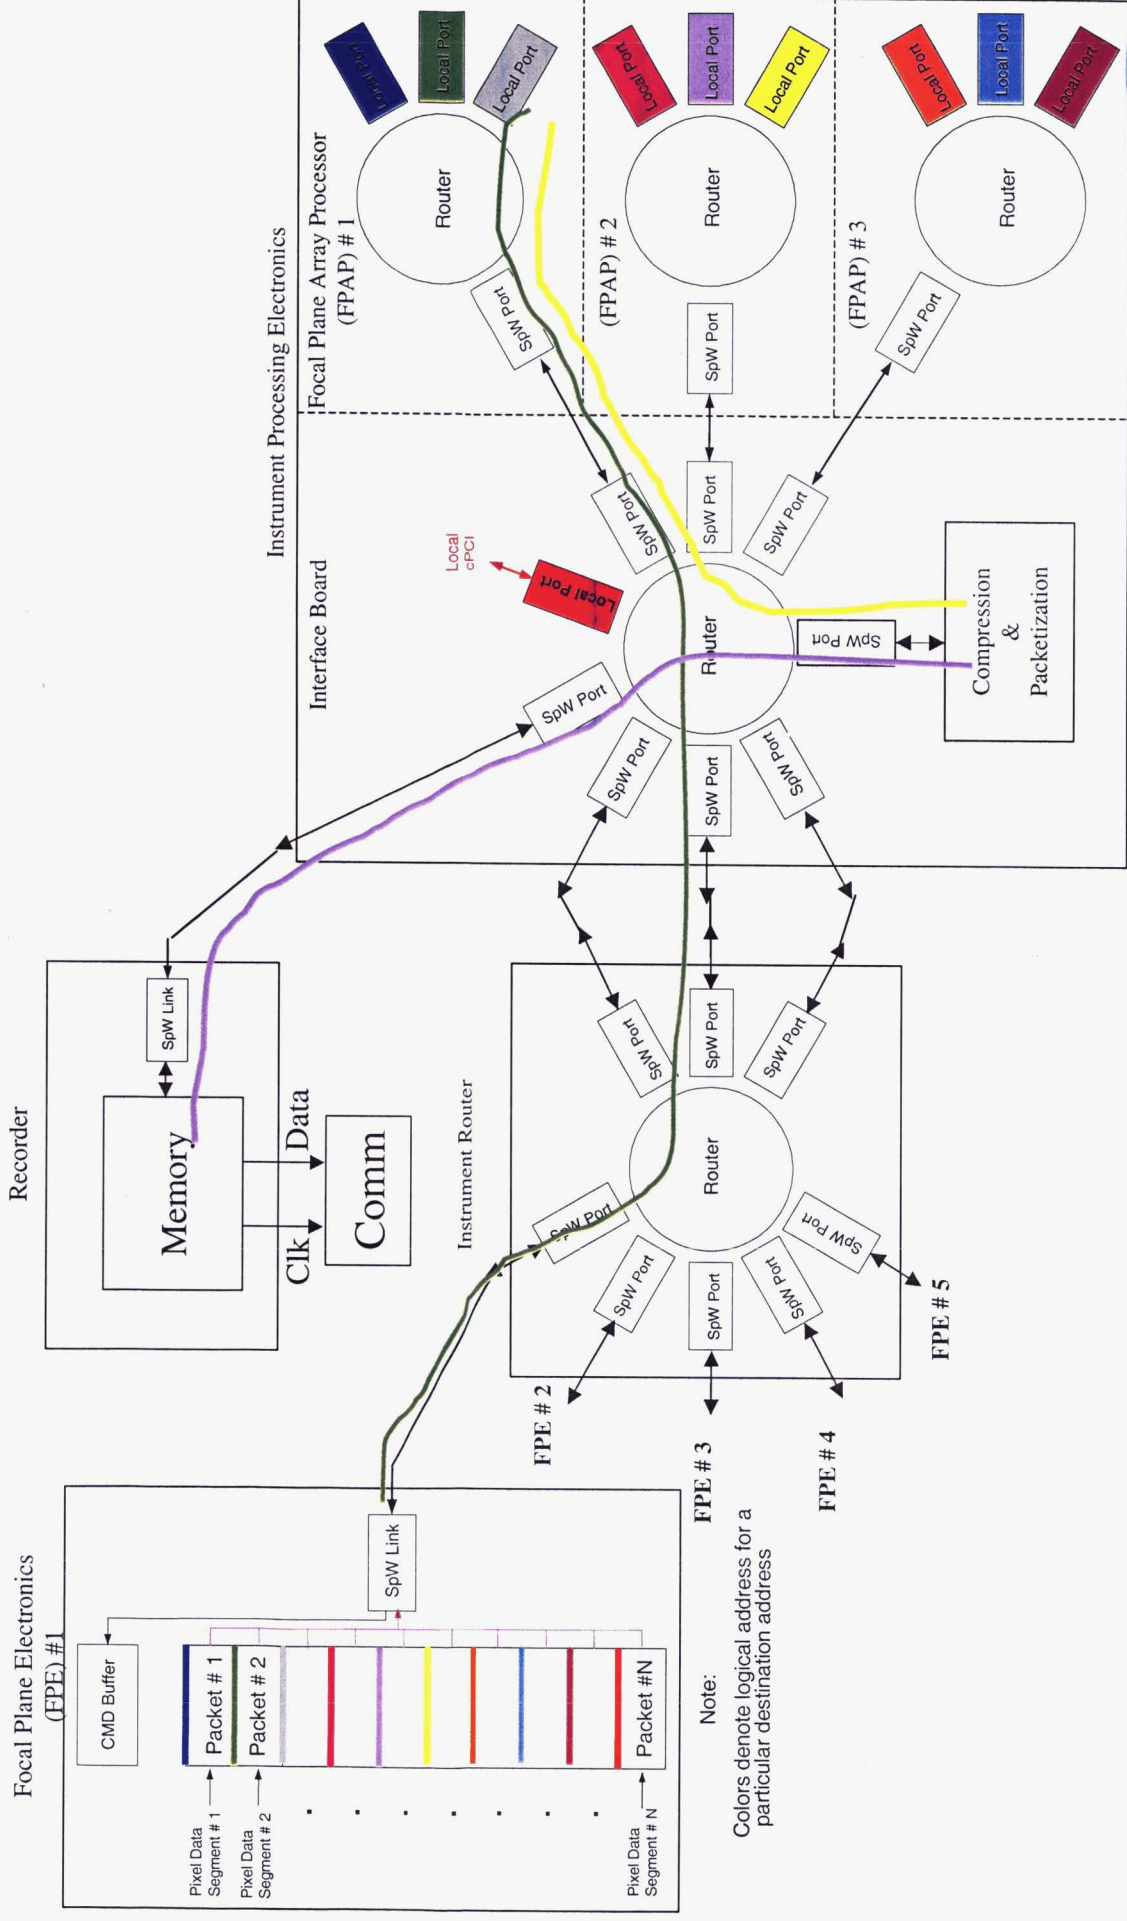 Focal Plane Electronics
(FPE) #1
CMD Buffer
Pixel Data
Segment # 1
Packet # 1
Pixel Data
Segment # 2
Packet # 2
Pixel Data
Segment # N
Packet #N
SpW Link
Note:
Colors denote logical address for a
particular destination address
Recorder
Memory
SpW Link
Clk
Data
Comm
Instrument Router
SpW Port
SpW Port
SpW Port
SpW Port
SpW Port
FPE # 2
FPE # 3
FPE # 4
FPE # 5
Router
SpW Port
SpW Port
SpW Port
Instrument Processing Electronics
Interface Board
SpW Port
SpW Port
SpW Port
SpW Port
Local Port
Local
cPCI
Router
SpW Port
SpW Port
SpW Port
SpW Port
Compression
&
Packetization
Focal Plane Array Processor
(FPAP) # 1
SpW Port
Router
Local Port
Local Port
Local Port
(FPAP) # 2
SpW Port
Router
Local Port
Local Port
Local Port
(FPAP) # 3
SpW Port
Router
Local Port
Local Port
Local Port